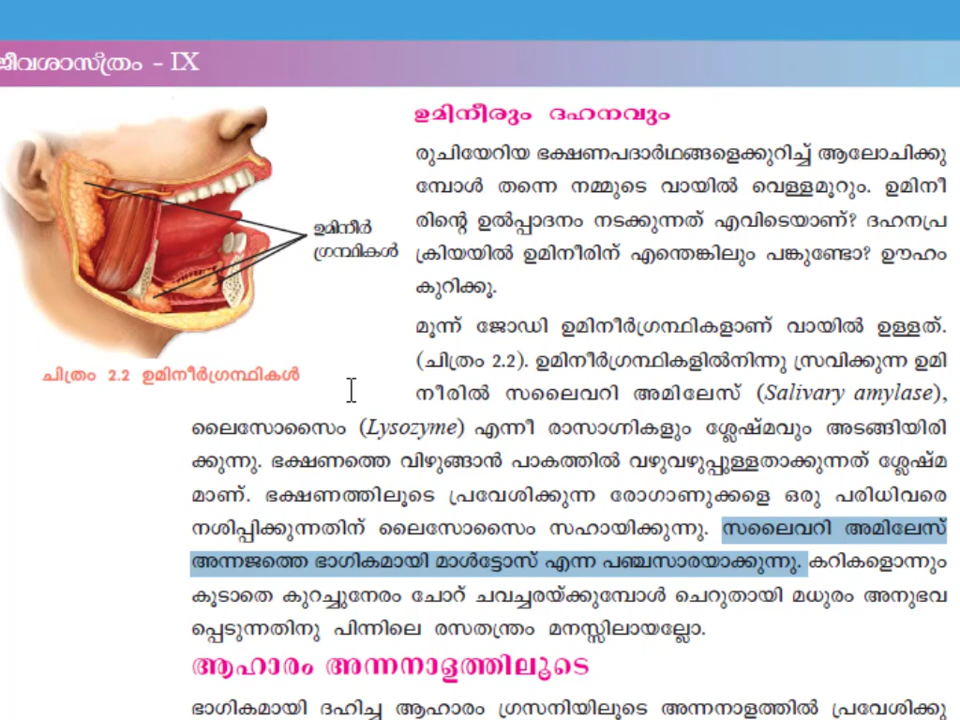 ജീവശാസ്ത്രം - IX
ഉമിനീരും ദഹനവും
രുചിയേറിയ ഭക്ഷണപദാർഥങ്ങളെക്കുറിച്ച് ആലോചിക്കു
മ്പോൾ തന്നെ നമ്മുടെ വായിൽ വെള്ളമൂറും. ഉമിനീ
രിന്റെ ഉൽപ്പാദനം നടക്കുന്നത് എവിടെയാണ്? ദഹനപ്ര
ക്രിയയിൽ ഉമിനീരിന് എന്തെങ്കിലും പങ്കുണ്ടോ? ഊഹം
കുറിക്കൂ.
ഉമിനീർ
ഗ്രന്ഥികൾ
ചിത്രം 2.2 ഉമിനീർഗ്രന്ഥികൾ
മൂന്ന് ജോഡി ഉമിനീർഗ്രന്ഥികളാണ് വായിൽ ഉള്ളത്.
(ചിത്രം 2.2). ഉമിനീർഗ്രന്ഥികളിൽനിന്നു സ്രവിക്കുന്ന ഉമി
നീരിൽ സലൈവറി അമിലേസ് (Salivary amylase),
ലൈസോസൈം (Lysozyme) എന്നീ രാസാഗ്നികളും ശ്ലേഷ്മവും അടങ്ങിയിരി
ക്കുന്നു. ഭക്ഷണത്തെ വിഴുങ്ങാൻ പാകത്തിൽ വഴുവഴുപ്പുള്ളതാക്കുന്നത് ശ്ലേഷ്മ
മാണ്. ഭക്ഷണത്തിലൂടെ പ്രവേശിക്കുന്ന രോഗാണുക്കളെ ഒരു പരിധിവരെ
നശിപ്പിക്കുന്നതിന് ലൈസോസൈം സഹായിക്കുന്നു. സലൈവറി അമിലേസ്
അന്നജത്തെ ഭാഗികമായി മാൾട്ടോസ് എന്ന പഞ്ചസാരയാക്കുന്നു. കറികളൊന്നും
കൂടാതെ കുറച്ചുനേരം ചോറ് ചവച്ചരയ്ക്കുമ്പോൾ ചെറുതായി മധുരം അനുഭവ
പ്പെടുന്നതിനു പിന്നിലെ രസതന്ത്രം മനസ്സിലായല്ലോ.
ആഹാരം അന്നനാളത്തിലൂടെ
ഭാഗികമായി ദഹിച്ച ആഹാരം ഗ്രസനിയിലൂടെ അന്നനാളത്തിൽ പ്രവേശിക്കു